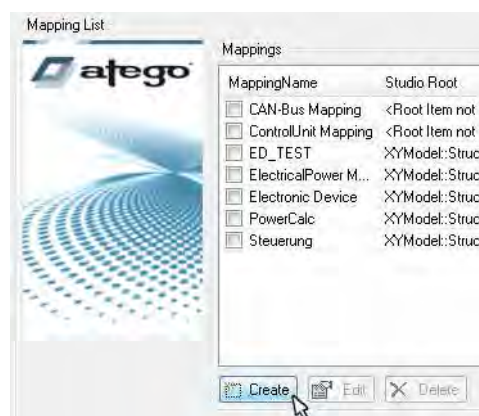 Mapping List
atego
Mappings
MappingName Studio Root
CAN-Bus Mapping <Root Item not
ControlUnit Mapping <Root Item not
ED_TEST XYModel::Struc
ElectricalPower M... XYModel::Struc
Electronic Device XYModel::Struc
PowerCalc XYModel::Struc
Steuerung XYModel::Struc
Create Edit Delete